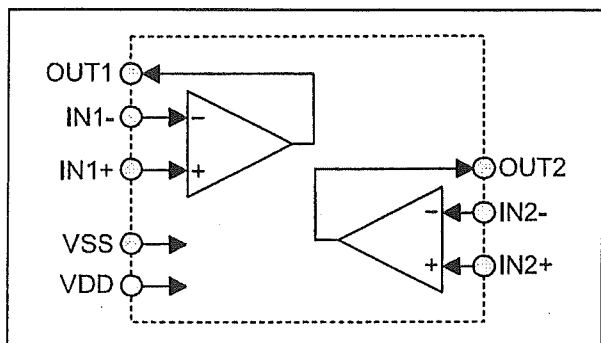 OUT1
IN1-
IN1+
VSS
VDD
−
+
OUT2
IN2-
IN2+
−
+